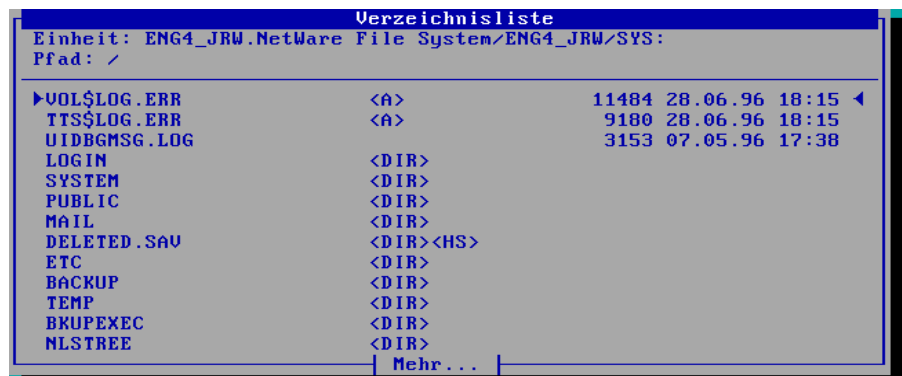 Verzeichnisliste
Einheit: ENG4_JRW.NetWare File System/ENG4_JRW/SYS:
Pfad: /
VOL$LOG.ERR <A> 11484 28.06.96 18:15
TTS$LOG.ERR <A> 9180 28.06.96 18:15
UIDBGMSG.LOG 3153 07.05.96 17:38
LOGIN <DIR>
SYSTEM <DIR>
PUBLIC <DIR>
MAIL <DIR>
DELETED.SAV <DIR><HS>
ETC <DIR>
BACKUP <DIR>
TEMP <DIR>
BKUPEXEC <DIR>
NLSTREE <DIR>
Mehr...